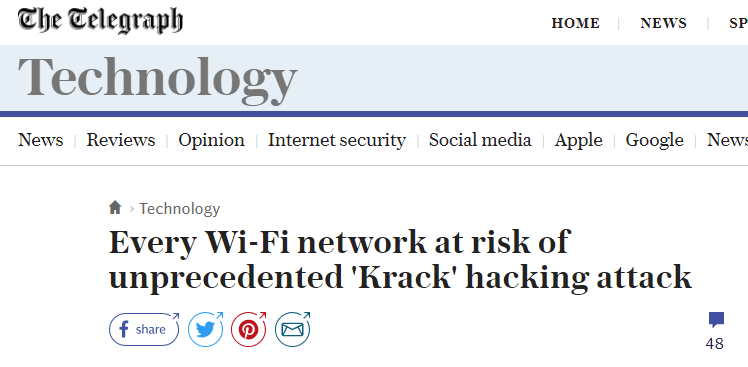 The Telegraph
HOME NEWS SP
Technology
News Reviews Opinion Internet security Social media Apple Google News
Technology
Every Wi-Fi network at risk of
unprecedented 'Krack' hacking attack
share
48